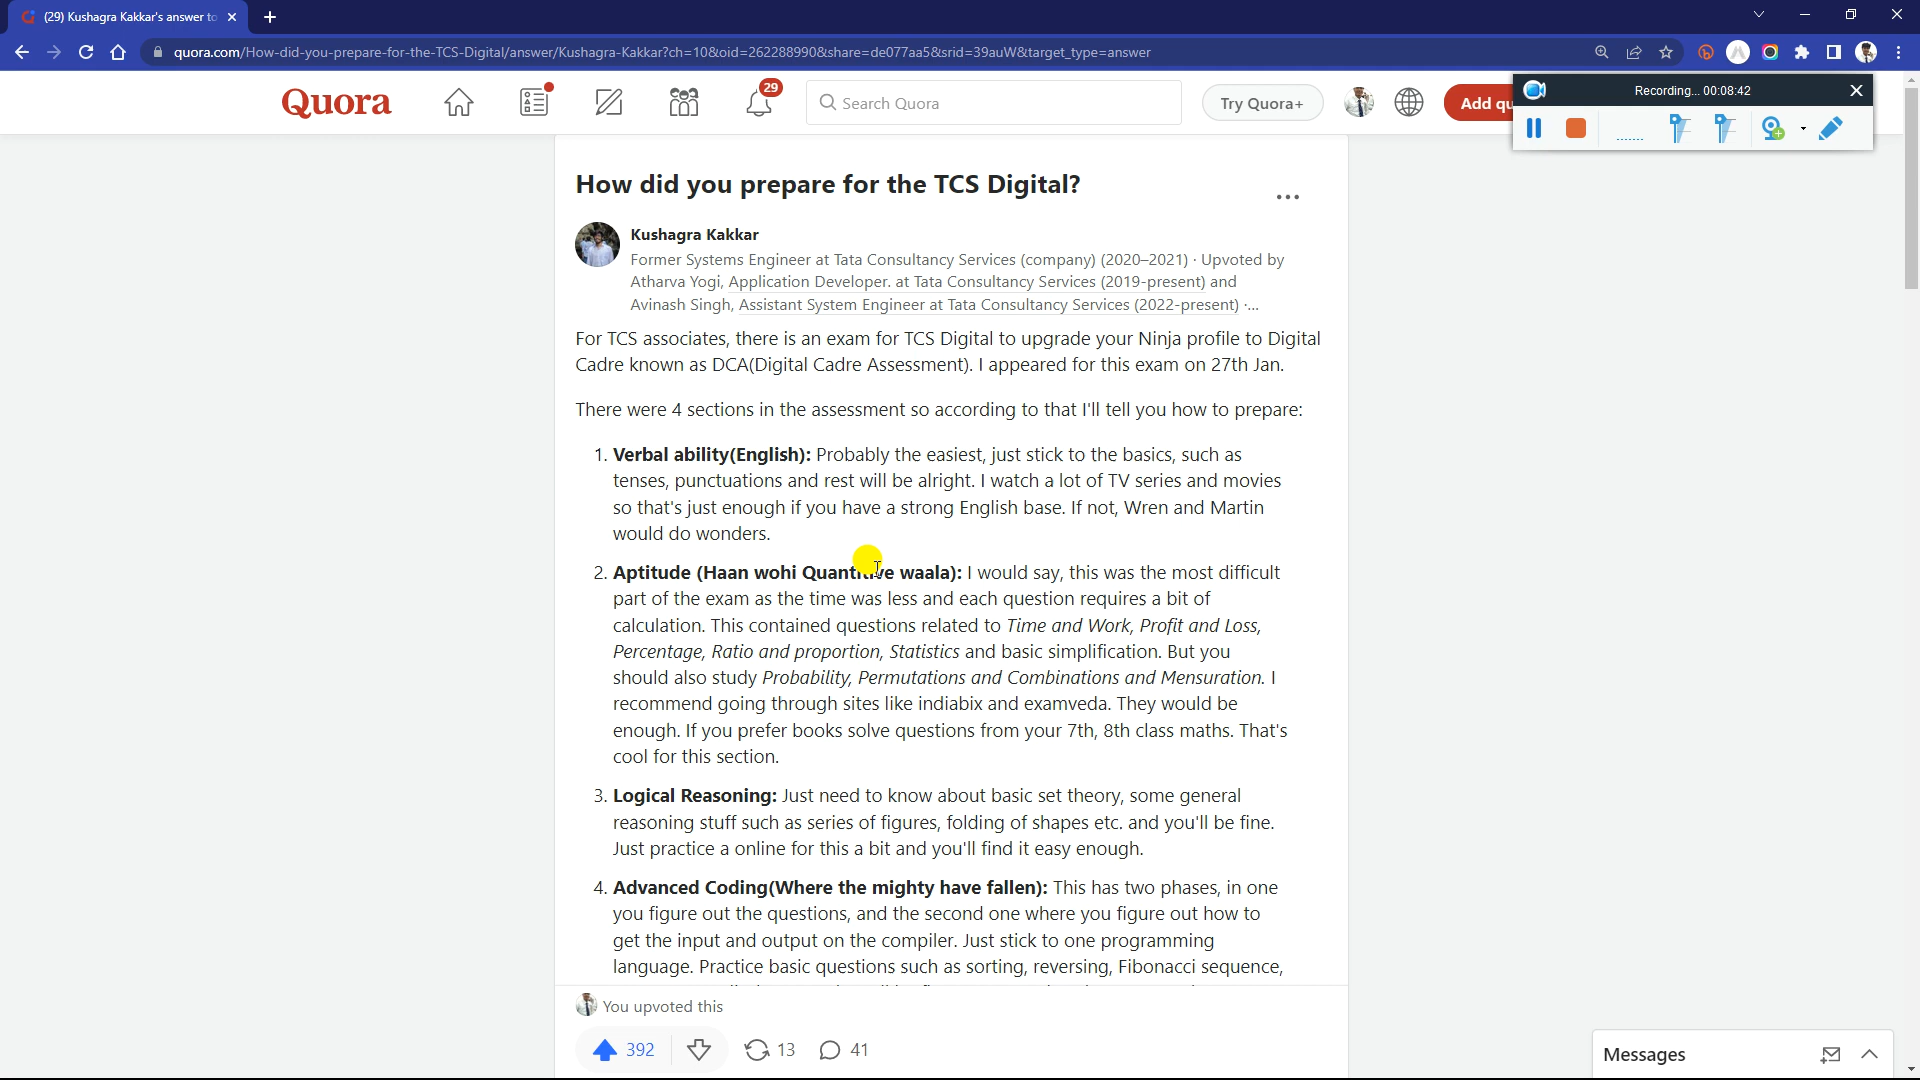 (29) Kushagra Kakkar's answer to
quora.com/How-did-you-prepare-for-the-TCS-Digital/answer/Kushagra-Kakkar?ch=10&oid=262288990&share=de077aa5&srid=39auW&target_type=answer
Quora
29
Search Quora
Try Quora+
Add qu
Recording... 00:08:42
How did you prepare for the TCS Digital?
Kushagra Kakkar
Former Systems Engineer at Tata Consultancy Services (company) (2020–2021) · Upvoted by
Atharva Yogi, Application Developer. at Tata Consultancy Services (2019-present) and
Avinash Singh, Assistant System Engineer at Tata Consultancy Services (2022-present) ·...
For TCS associates, there is an exam for TCS Digital to upgrade your Ninja profile to Digital
Cadre known as DCA(Digital Cadre Assessment). I appeared for this exam on 27th Jan.
There were 4 sections in the assessment so according to that I'll tell you how to prepare:
1. Verbal ability(English): Probably the easiest, just stick to the basics, such as
tenses, punctuations and rest will be alright. I watch a lot of TV series and movies
so that's just enough if you have a strong English base. If not, Wren and Martin
would do wonders.
2. Aptitude (Haan wohi waala): I would say, this was the most difficult
part of the exam as the time was less and each question requires a bit of
calculation. This contained questions related to Time and Work, Profit and Loss,
Percentage, Ratio and proportion, Statistics and basic simplification. But you
should also study Probability, Permutations and Combinations and Mensuration. I
recommend going through sites like indiabix and examveda. They would be
enough. If you prefer books solve questions from your 7th, 8th class maths. That's
cool for this section.
3. Logical Reasoning: Just need to know about basic set theory, some general
reasoning stuff such as series of figures, folding of shapes etc. and you'll be fine.
Just practice a online for this a bit and you'll find it easy enough.
4. Advanced Coding(Where the mighty have fallen): This has two phases, in one
you figure out the questions, and the second one where you figure out how to
get the input and output on the compiler. Just stick to one programming
language. Practice basic questions such as sorting, reversing, Fibonacci sequence,
You upvoted this
392
13
41
Messages